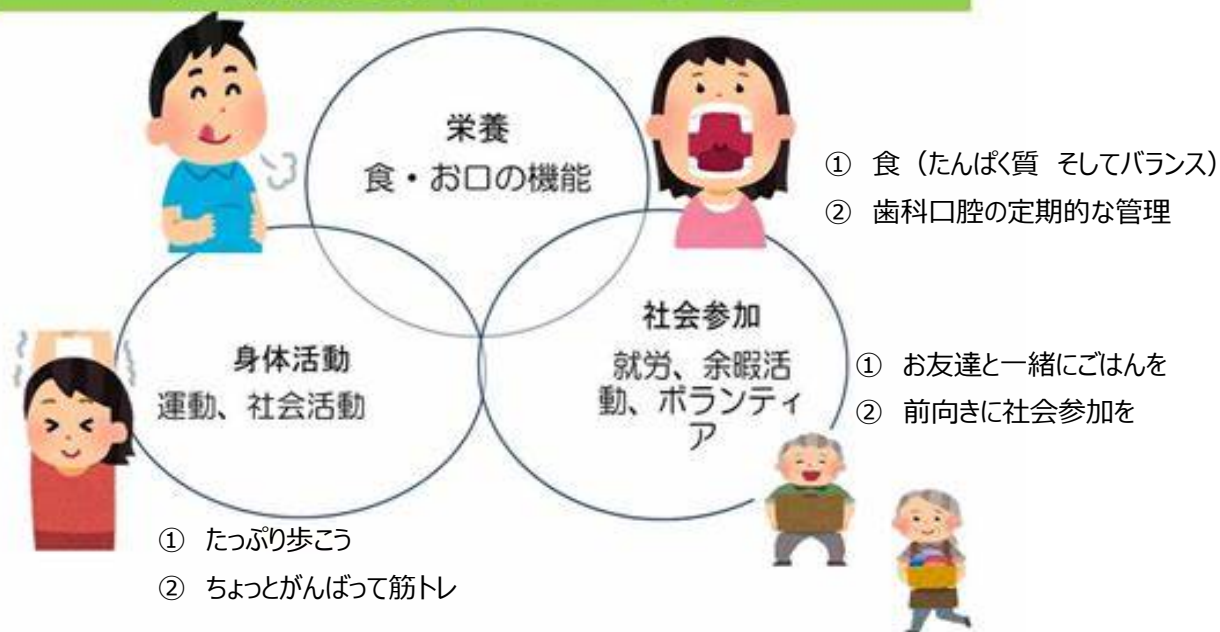 栄養
食・お口の機能
① 食（たんぱく質 そしてバランス）
② 歯科口腔の定期的な管理
社会参加
就労、余暇活
動、ボランティ
ア
① お友達と一緒にごはんを
② 前向きに社会参加を
身体活動
運動、社会活動
① たっぷり歩こう
② ちょっとがんばって筋トレ